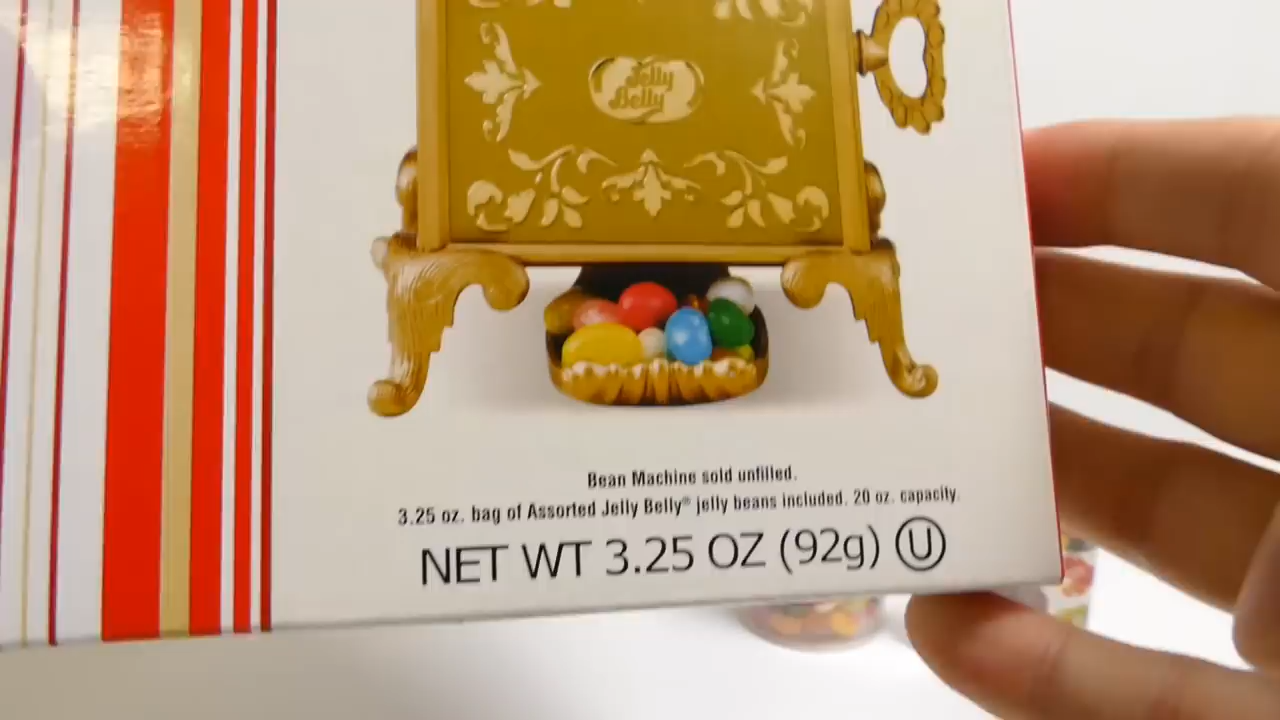 Jelly
Belly
Bean Machine sold unfilled.
3.25 oz. bag of Assorted Jelly Belly® jelly beans included. 20 oz. capacity.
NET WT 3.25 OZ (92g) Ⓤ